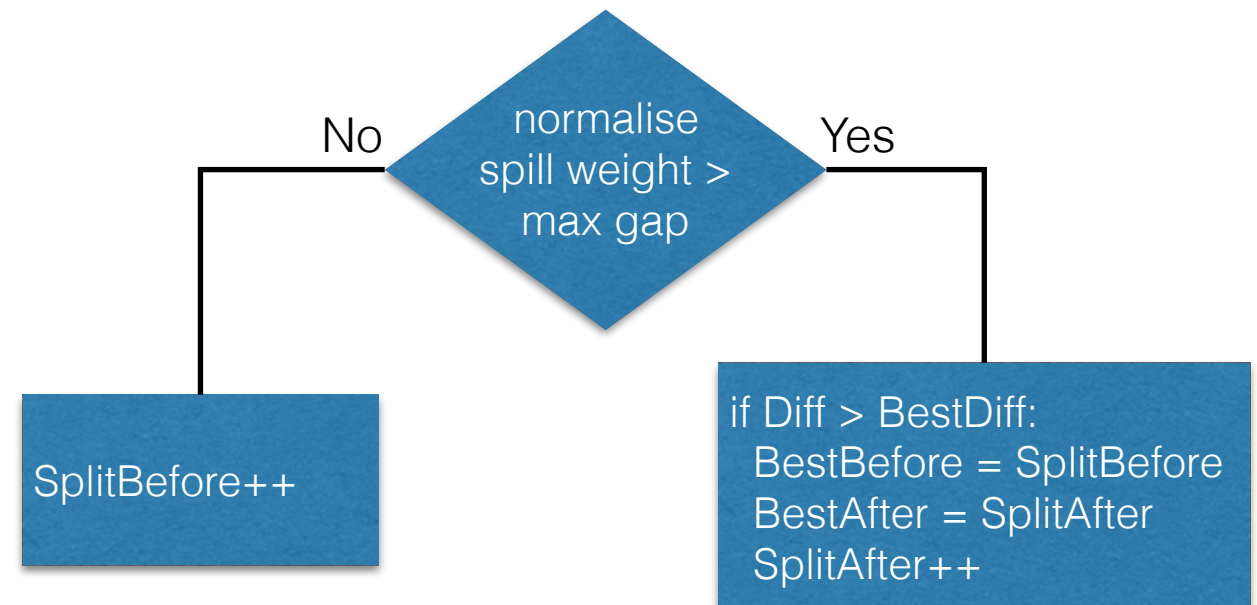 normalise
spill weight >
max gap
No
Yes
SplitBefore++
if Diff > BestDiff:
BestBefore = SplitBefore
BestAfter = SplitAfter
SplitAfter++